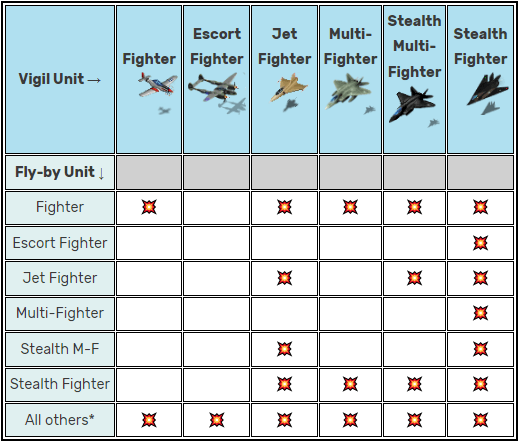 Vigil Unit →
Fighter
Escort
Fighter
Jet
Fighter
Multi-
Fighter
Stealth
Multi-
Fighter
Stealth
Fighter
Fly-by Unit ↓
Fighter
Escort Fighter
Jet Fighter
Multi-Fighter
Stealth M-F
Stealth Fighter
All others*